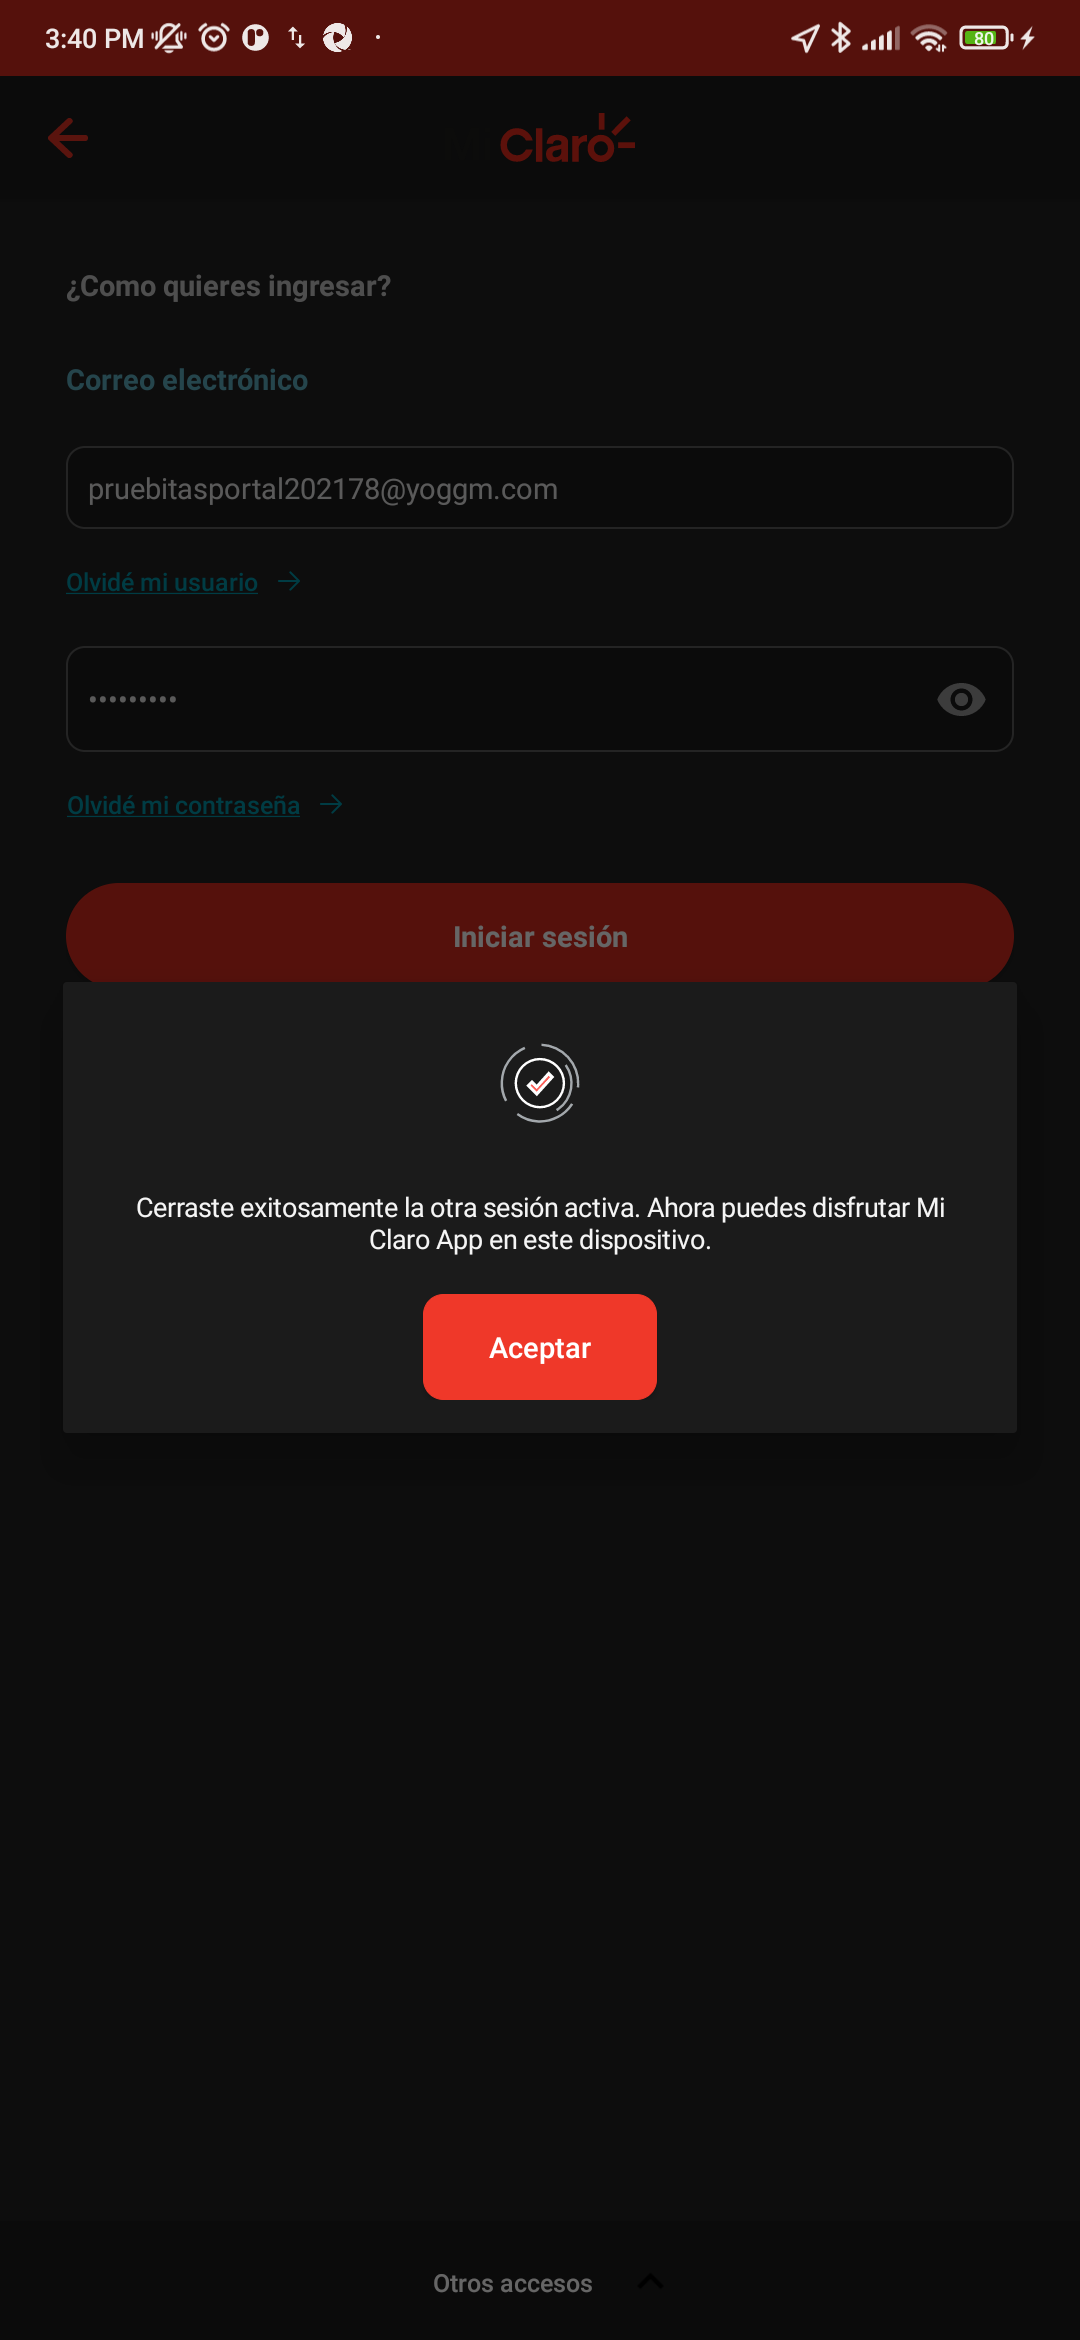 3:40 PM
80
Claro
¿Como quieres ingresar?
Correo electrónico
pruebitasportal202178@yoggm.com
Olvidé mi usuario
•••••••••
Olvidé mi contraseña
Iniciar sesión
Cerraste exitosamente la otra sesión activa. Ahora puedes disfrutar Mi
Claro App en este dispositivo.
Aceptar
Otros accesos